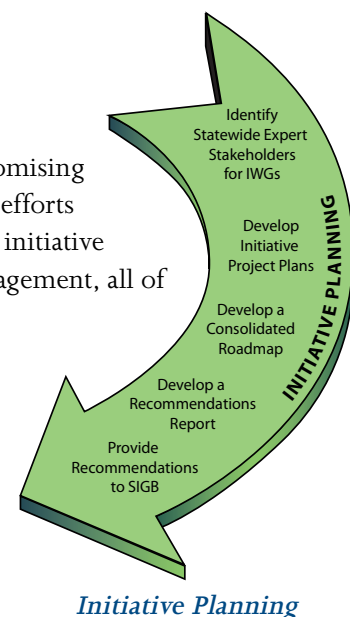 omising
efforts
initiative
agement, all of
Identify
Statewide Expert
Stakeholders
for IWGs
Develop
Initiative
Project Plans
Develop a
Consolidated
Roadmap
Develop a
Recommendations
Report
Provide
Recommendations
to SIGB
INITIATIVE PLANNING
Initiative Planning